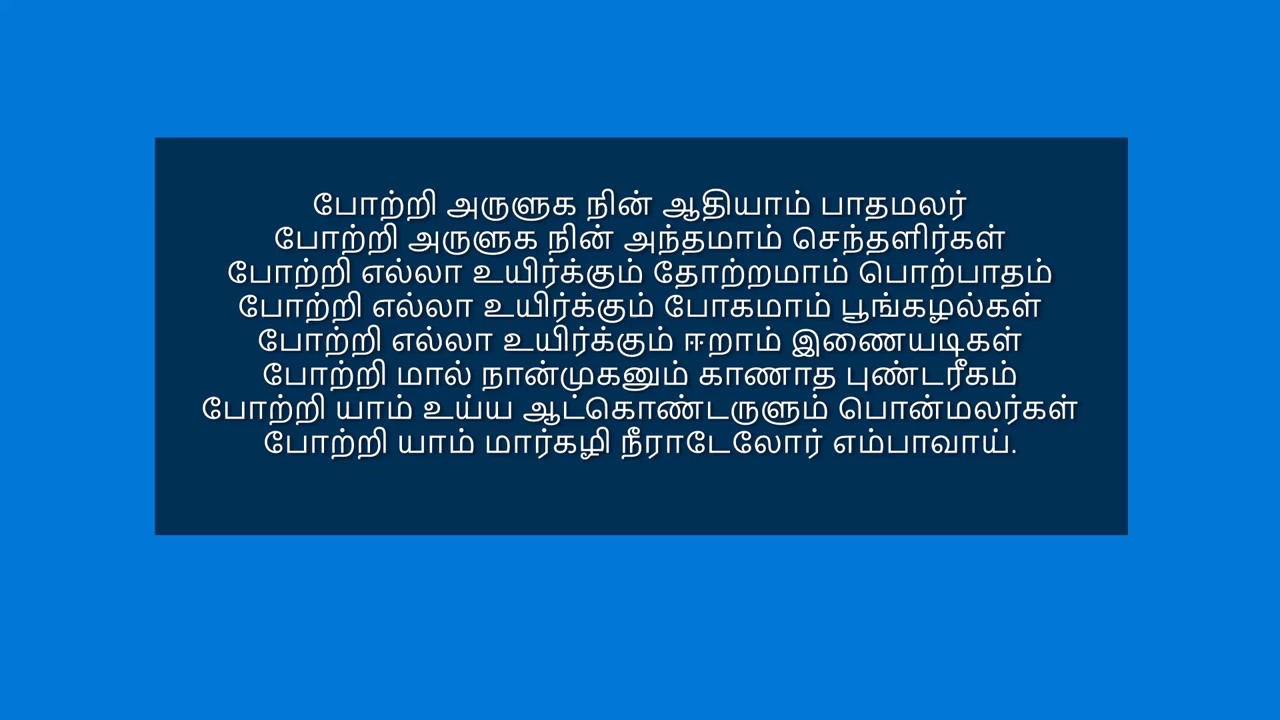 போற்றி அருளுக நின் ஆதியாம் பாதமலர்
போற்றி அருளுக நின் அந்தமாம் செந்தளிர்கள்
போற்றி எல்லா உயிர்க்கும் தோற்றமாம் பொற்பாதம்
போற்றி எல்லா உயிர்க்கும் போகமாம் பூங்கழல்கள்
போற்றி எல்லா உயிர்க்கும் ஈறாம் இணையடிகள்
போற்றி மால் நான்முகனும் காணாத புண்டரீகம்
போற்றி யாம் உய்ய ஆட்கொண்டருளும் பொன்மலர்கள்
போற்றி யாம் மார்கழி நீராடேலோர் எம்பாவாய்.